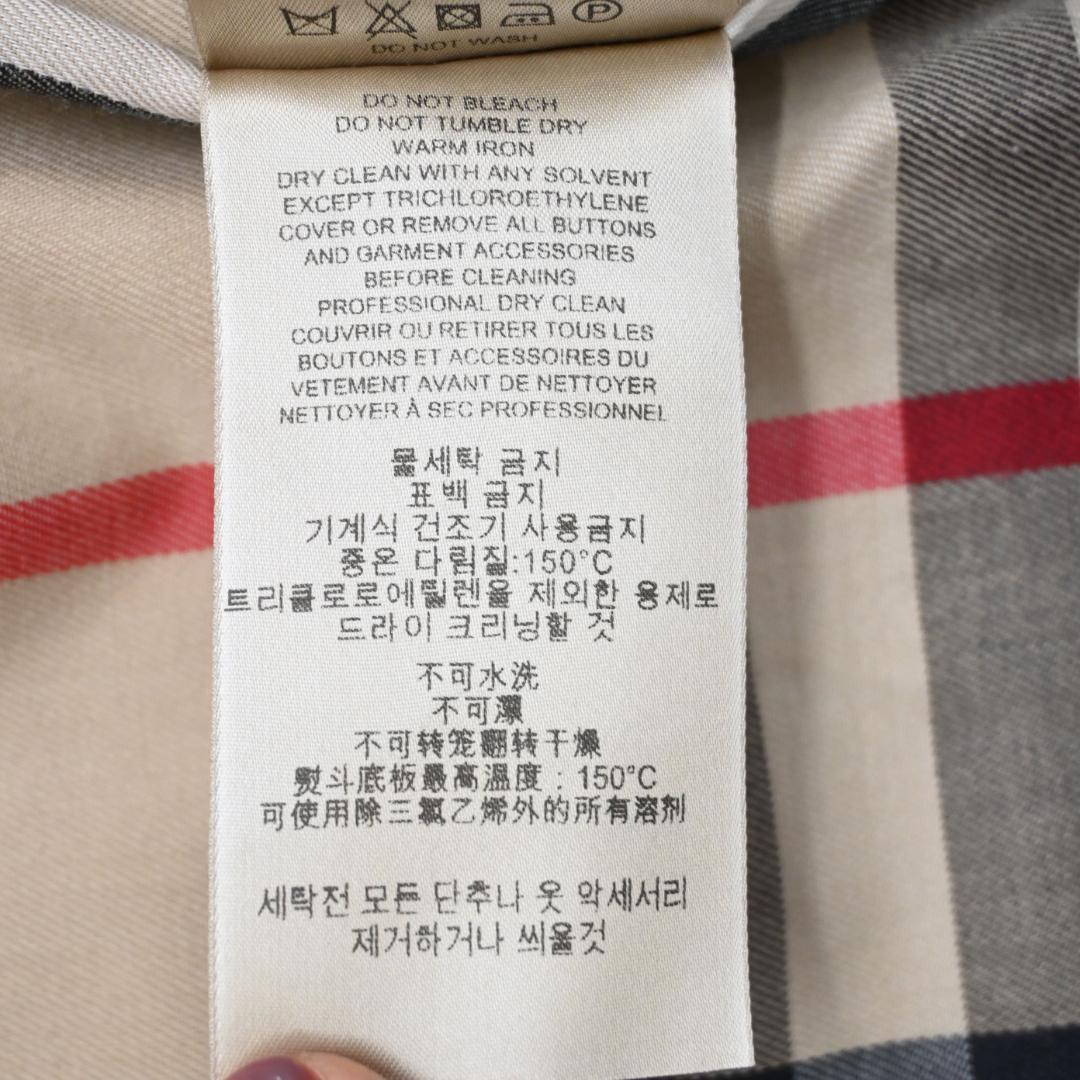 DO NOT WASH
DO NOT BLEACH
DO NOT TUMBLE DRY
WARM IRON
DRY CLEAN WITH ANY SOLVENT
EXCEPT TRICHLOROETHYLENE
COVER OR REMOVE ALL BUTTONS
AND GARMENT ACCESSORIES
BEFORE CLEANING
PROFESSIONAL DRY CLEAN
COUVRIR OU RETIRER TOUS LES
BOUTONS ET ACCESSOIRES DU
VETEMENT AVANT DE NETTOYER
NETTOYER À SEC PROFESSIONNEL
물세탁 금지
표백 금지
기계식 건조기 사용금지
중온 다림질:150°C
트리클로로에틸렌을 제외한 용제로
드라이 크리닝할 것
不可水洗
不可漂
不可转笼翻转干燥
熨斗底板最高温度：150°C
可使用除三氯乙烯外的所有溶剂
세탁전 모든 단추나 옷 악세서리
제거하거나 씌울것